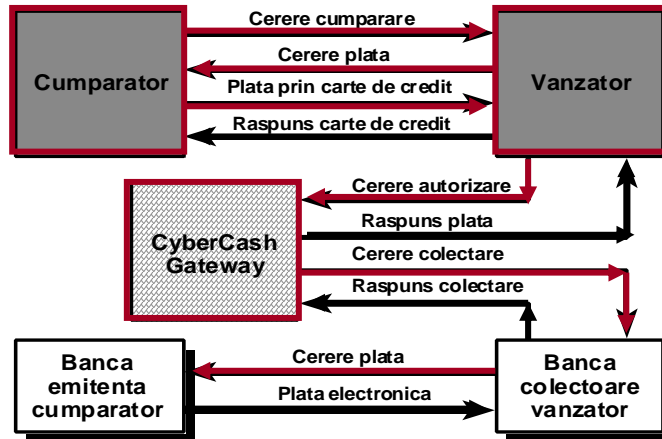 Cerere cumparare
Cerere plata
Cumparator
Vanzator
Plata prin carte de credit
Raspuns carte de credit
Cerere autorizare
Raspuns plata
CyberCash
Gateway
Cerere colectare
Raspuns colectare
Banca
emitenta
cumparator
Cerere plata
Plata electronica
Banca
colectoare
vanzator